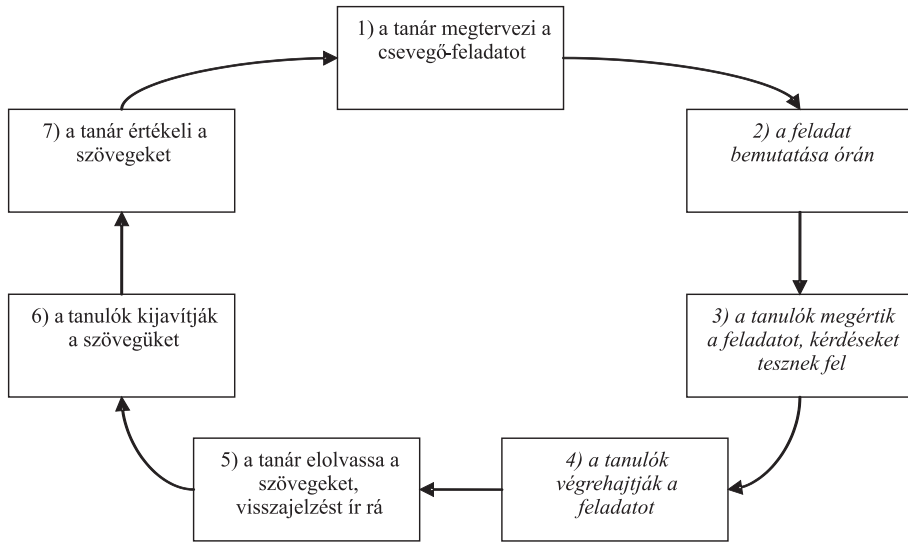 1) a tanár megtervezi a
csevegő-feladatot
2) a feladat
bemutatása órán
3) a tanulók megértik
a feladatot, kérdéseket
tesznek fel
4) a tanulók
végrehajtják a
feladatot
5) a tanár elolvassa a
szövegeket,
visszajelzést ír rá
6) a tanulók kijavítják
a szövegüket
7) a tanár értékeli a
szövegeket